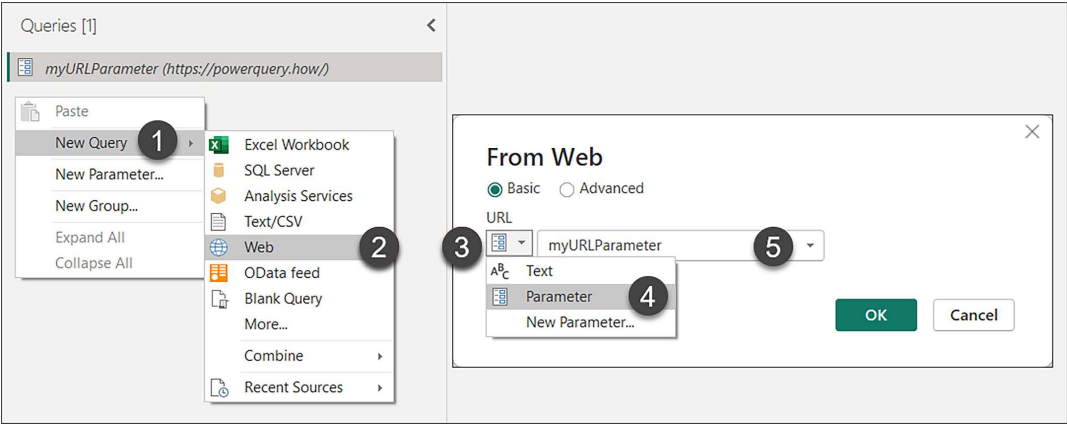 Queries [1]
myURLParameter (https://powerquery.how/)
Paste
New Query 1
New Parameter...
New Group...
Expand All
Collapse All
Excel Workbook
SQL Server
Analysis Services
Text/CSV
Web 2
OData feed
Blank Query
More...
Combine
Recent Sources
From Web
Basic Advanced
URL
3 myURLParameter 5
ABC Text
Parameter 4
New Parameter...
OK Cancel